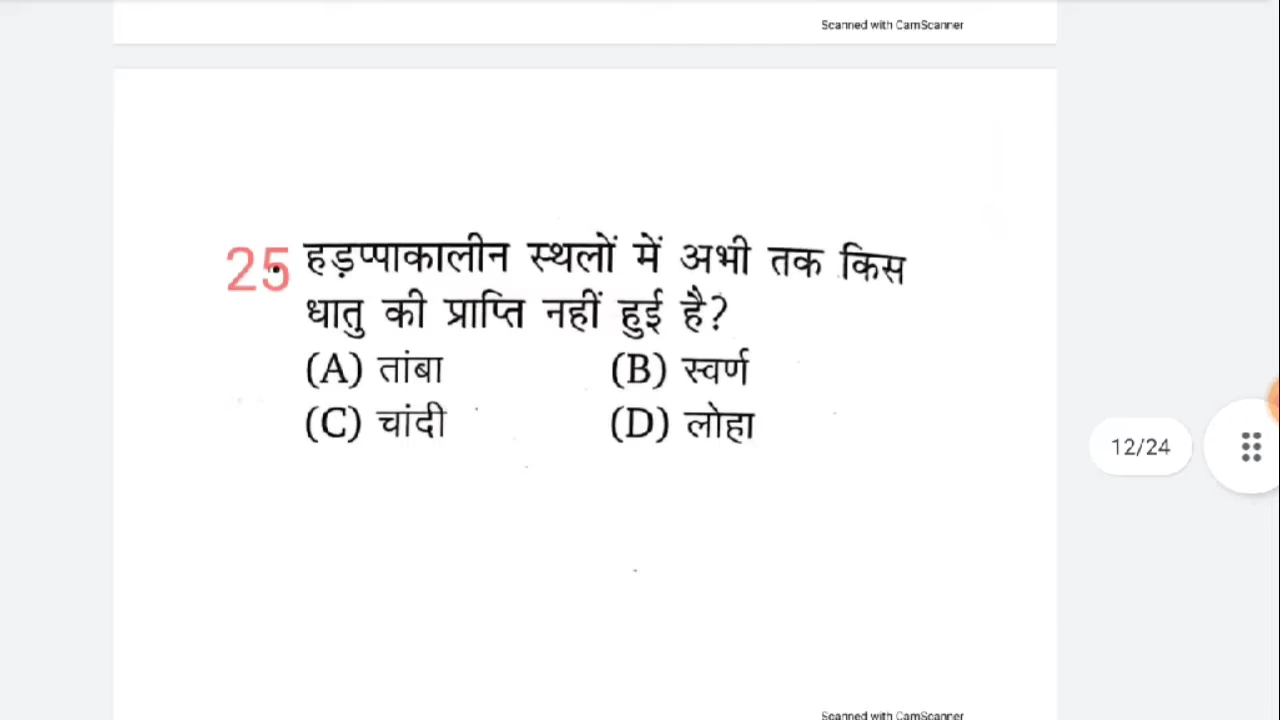 Scanned with CamScanner
25. हड़प्पाकालीन स्थलों में अभी तक किस
धातु की प्राप्ति नहीं हुई है?
(A) तांबा (B) स्वर्ण
(C) चांदी (D) लोहा
12/24
Scanned with CamScanner